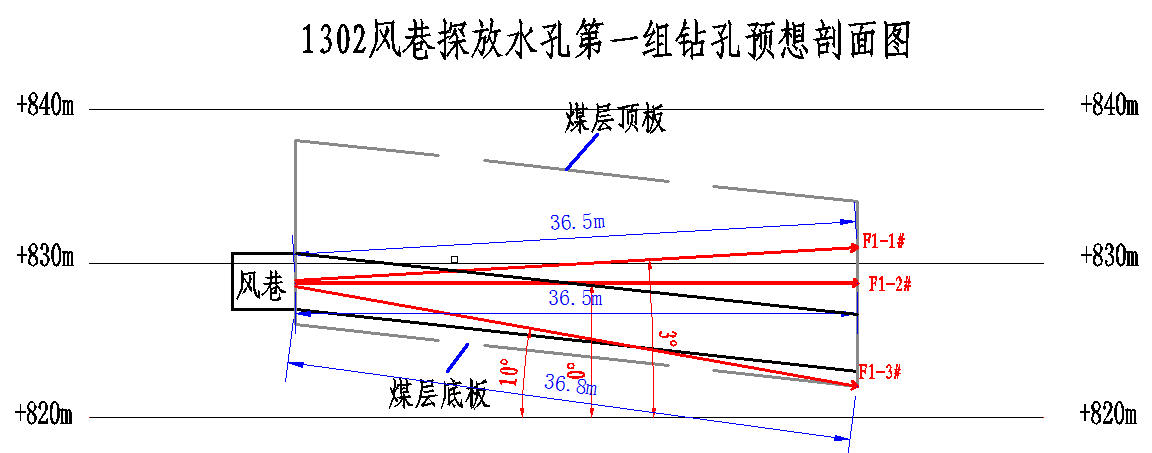 1302风巷探放水孔第一组钻孔预想剖面图
+840m
+840m
煤层顶板
36.5m
F1-1#
+830m
+830m
风巷
F1-2#
36.5m
3°
10°
0°
F1-3#
36.8m
煤层底板
+820m
+820m